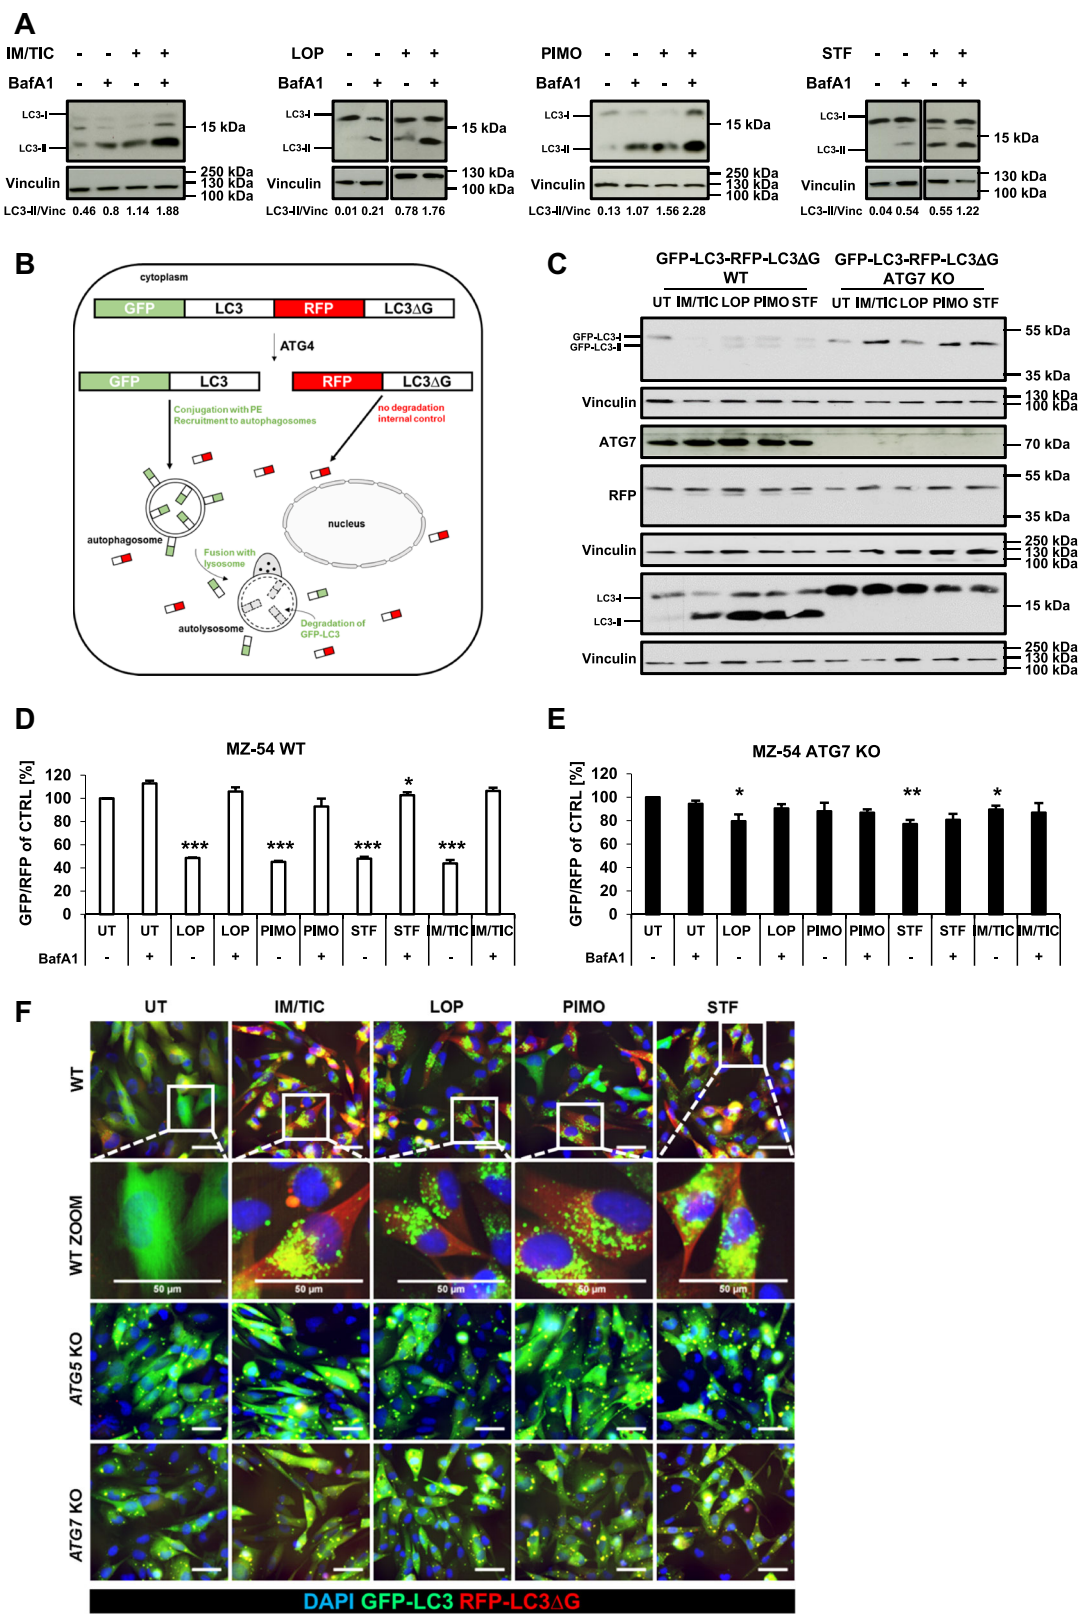 A
IM/TIC - - + +
BafA1 - + - +
LC3-I
LC3-II
15 kDa
Vinculin
250 kDa
130 kDa
100 kDa
LC3-II/Vinc 0.46 0.8 1.14 1.88
LOP - - + +
BafA1 - + - +
LC3-I
LC3-II
15 kDa
Vinculin
130 kDa
100 kDa
LC3-II/Vinc 0.01 0.21 0.78 1.76
PIMO - - + +
BafA1 - + - +
LC3-I
LC3-II
15 kDa
Vinculin
250 kDa
130 kDa
100 kDa
LC3-II/Vinc 0.13 1.07 1.56 2.28
STF - - + +
BafA1 - + - +
LC3-I
LC3-II
15 kDa
Vinculin
130 kDa
100 kDa
LC3-II/Vinc 0.04 0.54 0.55 1.22
B
cytoplasm
GFP LC3 RFP LC3ΔG
ATG4
GFP LC3 RFP LC3ΔG
Conjugation with PE
Recruitment to autophagosomes
no degradation
internal control
nucleus
autophagosome
Fusion with
lysosome
autolysosome
Degradation of
GFP-LC3
C
GFP-LC3-RFP-LC3ΔG
WT
GFP-LC3-RFP-LC3ΔG
ATG7 KO
UT IM/TIC LOP PIMO STF UT IM/TIC LOP PIMO STF
GFP-LC3-I
GFP-LC3-II
55 kDa
35 kDa
Vinculin
130 kDa
100 kDa
ATG7
70 kDa
RFP
55 kDa
35 kDa
Vinculin
250 kDa
130 kDa
100 kDa
LC3-I
LC3-II
15 kDa
Vinculin
250 kDa
130 kDa
100 kDa
D
MZ-54 WT
GFP/RFP of CTRL [%]
120
100
80
60
40
20
0
*** *** *** * ***
UT UT LOP LOP PIMO PIMO STF STF IM/TIC IM/TIC
BafA1 - + - + - + - + - +
E
MZ-54 ATG7 KO
GFP/RFP of CTRL [%]
120
100
80
60
40
20
0
* ** *
UT UT LOP LOP PIMO PIMO STF STF IM/TIC IM/TIC
BafA1 - + - + - + - + - +
F
UT IM/TIC LOP PIMO STF
WT
WT ZOOM
50 µm 50 µm 50 µm 50 µm 50 µm
ATG5 KO
ATG7 KO
DAPI GFP-LC3 RFP-LC3ΔG